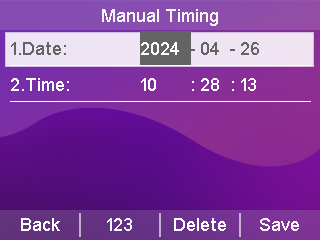 Manual Timing
1.Date: 2024 - 04 - 26
2.Time: 10 : 28 : 13
Back 123 Delete Save